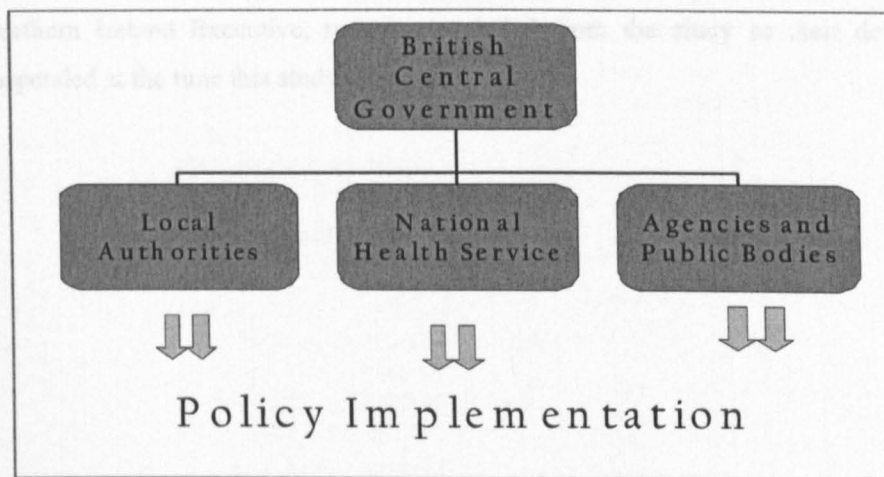 British
Central
Government
Local
Authorities
National
Health Service
Agencies and
Public Bodies
Policy Implementation